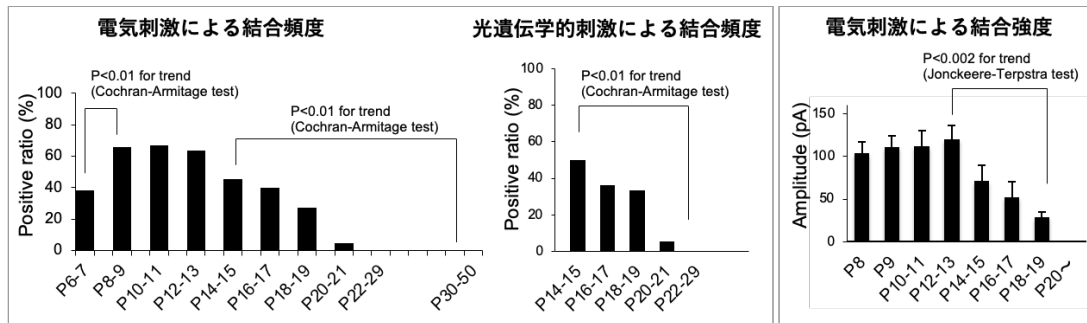 電気刺激による結合頻度
P<0.01 for trend
(Cochran-Armitage test)
P<0.01 for trend
(Cochran-Armitage test)
Positive ratio (%)
100
80
60
40
20
0
P6-7
P8-9
P10-11
P12-13
P14-15
P16-17
P18-19
P20-21
P22-29
P30-50
光遺伝学的刺激による結合頻度
P<0.01 for trend
(Cochran-Armitage test)
Positive ratio (%)
100
80
60
40
20
0
P14-15
P16-17
P18-19
P20-21
P22-29
電気刺激による結合強度
P<0.002 for trend
(Jonckeere-Terpstra test)
Amplitude (pA)
150
100
50
0
P8
P9
P10-11
P12-13
P14-15
P16-17
P18-19
P20〜